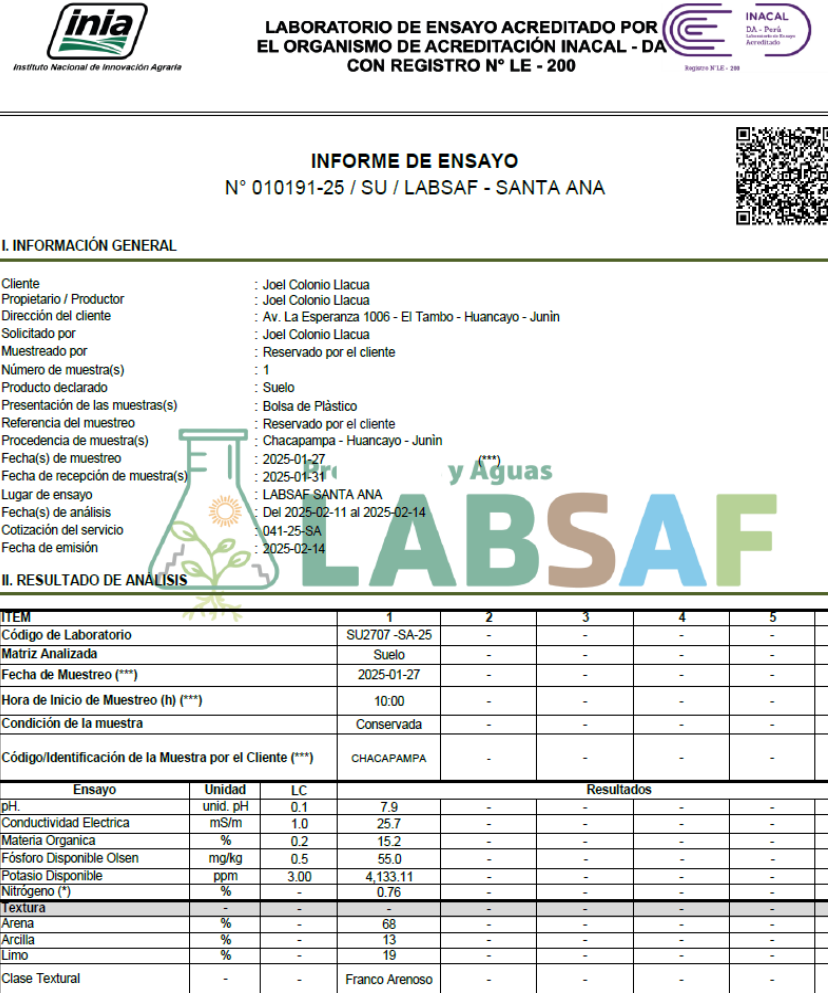 inia
Instituto Nacional de Innovación Agraria
LABORATORIO DE ENSAYO ACREDITADO POR
EL ORGANISMO DE ACREDITACIÓN INACAL - DA
CON REGISTRO Nº LE - 200
INACAL
DA - Perú
Laboratorio de Ensayo
Acreditado
Registro N°LE - 200
INFORME DE ENSAYO
N° 010191-25 / SU / LABSAF - SANTA ANA
I. INFORMACIÓN GENERAL
Cliente : Joel Colonio Llacua
Propietario / Productor : Joel Colonio Llacua
Dirección del cliente : Av. La Esperanza 1006 - El Tambo - Huancayo - Junìn
Solicitado por : Joel Colonio Llacua
Muestreado por : Reservado por el cliente
Número de muestra(s) : 1
Producto declarado : Suelo
Presentación de las muestras(s) : Bolsa de Plàstico
Referencia del muestreo : Reservado por el cliente
Procedencia de muestra(s) : Chacapampa - Huancayo - Junìn
Fecha(s) de muestreo : 2025-01-27 (***)
Fecha de recepción de muestra(s) : 2025-01-31
y Aguas
Lugar de ensayo : LABSAF SANTA ANA
Fecha(s) de análisis : Del 2025-02-11 al 2025-02-14
LABSAF
Cotización del servicio : 041-25-SA
Fecha de emisión : 2025-02-14
II. RESULTADO DE ANÁLISIS
ITEM 1 2 3 4 5
Código de Laboratorio SU2707 -SA-25 - - - -
Matriz Analizada Suelo - - - -
Fecha de Muestreo (***) 2025-01-27 - - - -
Hora de Inicio de Muestreo (h) (***) 10:00 - - - -
Condición de la muestra Conservada - - - -
Código/Identificación de la Muestra por el Cliente (***) CHACAPAMPA - - - -
Ensayo Unidad LC Resultados
pH. unid. pH 0.1 7.9 - - - -
Conductividad Electrica mS/m 1.0 25.7 - - - -
Materia Organica % 0.2 15.2 - - - -
Fósforo Disponible Olsen mg/kg 0.5 55.0 - - - -
Potasio Disponible ppm 3.00 4,133.11 - - - -
Nitrógeno (*) % - 0.76 - - - -
Textura - - - - - - -
Arena % - 68 - - - -
Arcilla % - 13 - - - -
Limo % - 19 - - - -
Clase Textural - - Franco Arenoso - - - -